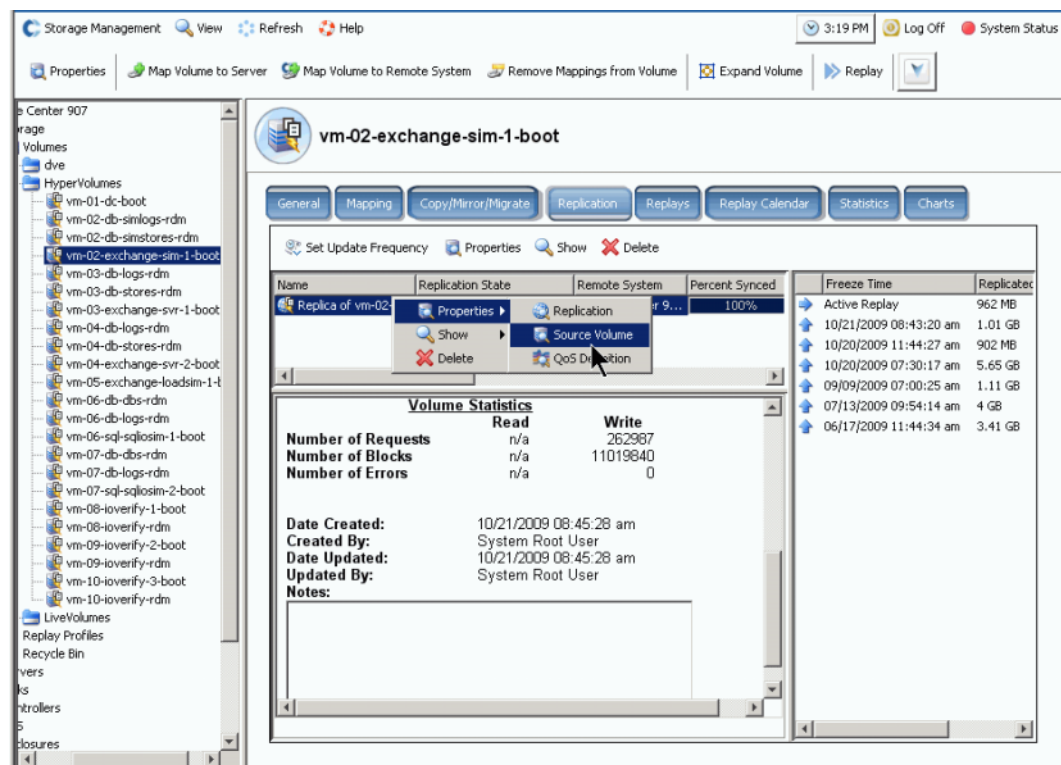 Storage Management View Refresh Help 3:19 PM Log Off System Status
Properties Map Volume to Server Map Volume to Remote System Remove Mappings from Volume Expand Volume Replay
e Center 907
rage
Volumes
dve
HyperVolumes
vm-01-dc-boot
vm-02-db-simlogs-rdm
vm-02-db-simstores-rdm
vm-02-exchange-sim-1-boot
vm-03-db-logs-rdm
vm-03-db-stores-rdm
vm-03-exchange-svr-1-boot
vm-04-db-logs-rdm
vm-04-db-stores-rdm
vm-04-exchange-svr-2-boot
vm-05-exchange-loadsim-1-b
vm-06-db-dbs-rdm
vm-06-db-logs-rdm
vm-06-sql-sqliosim-1-boot
vm-07-db-dbs-rdm
vm-07-db-logs-rdm
vm-07-sql-sqliosim-2-boot
vm-08-ioverify-1-boot
vm-08-ioverify-rdm
vm-09-ioverify-2-boot
vm-09-ioverify-rdm
vm-10-ioverify-3-boot
vm-10-ioverify-rdm
LiveVolumes
Replay Profiles
Recycle Bin
rvers
ks
ntrollers
closures
vm-02-exchange-sim-1-boot
General Mapping Copy/Mirror/Migrate Replication Replays Replay Calendar Statistics Charts
Set Update Frequency Properties Show Delete
Name Replication State Remote System Percent Synced
Replica of vm-02- er 9... 100%
Properties Replication
Show Source Volume
Delete QoS Definition
Volume Statistics
Read Write
Number of Requests n/a 262987
Number of Blocks n/a 11019840
Number of Errors n/a 0
Date Created: 10/21/2009 08:45:28 am
Created By: System Root User
Date Updated: 10/21/2009 08:45:28 am
Updated By: System Root User
Notes:
Freeze Time Replicated
Active Replay 962 MB
10/21/2009 08:43:20 am 1.01 GB
10/20/2009 11:44:27 am 902 MB
10/20/2009 07:30:17 am 5.65 GB
09/09/2009 07:00:25 am 1.11 GB
07/13/2009 09:54:14 am 4 GB
06/17/2009 11:44:34 am 3.41 GB